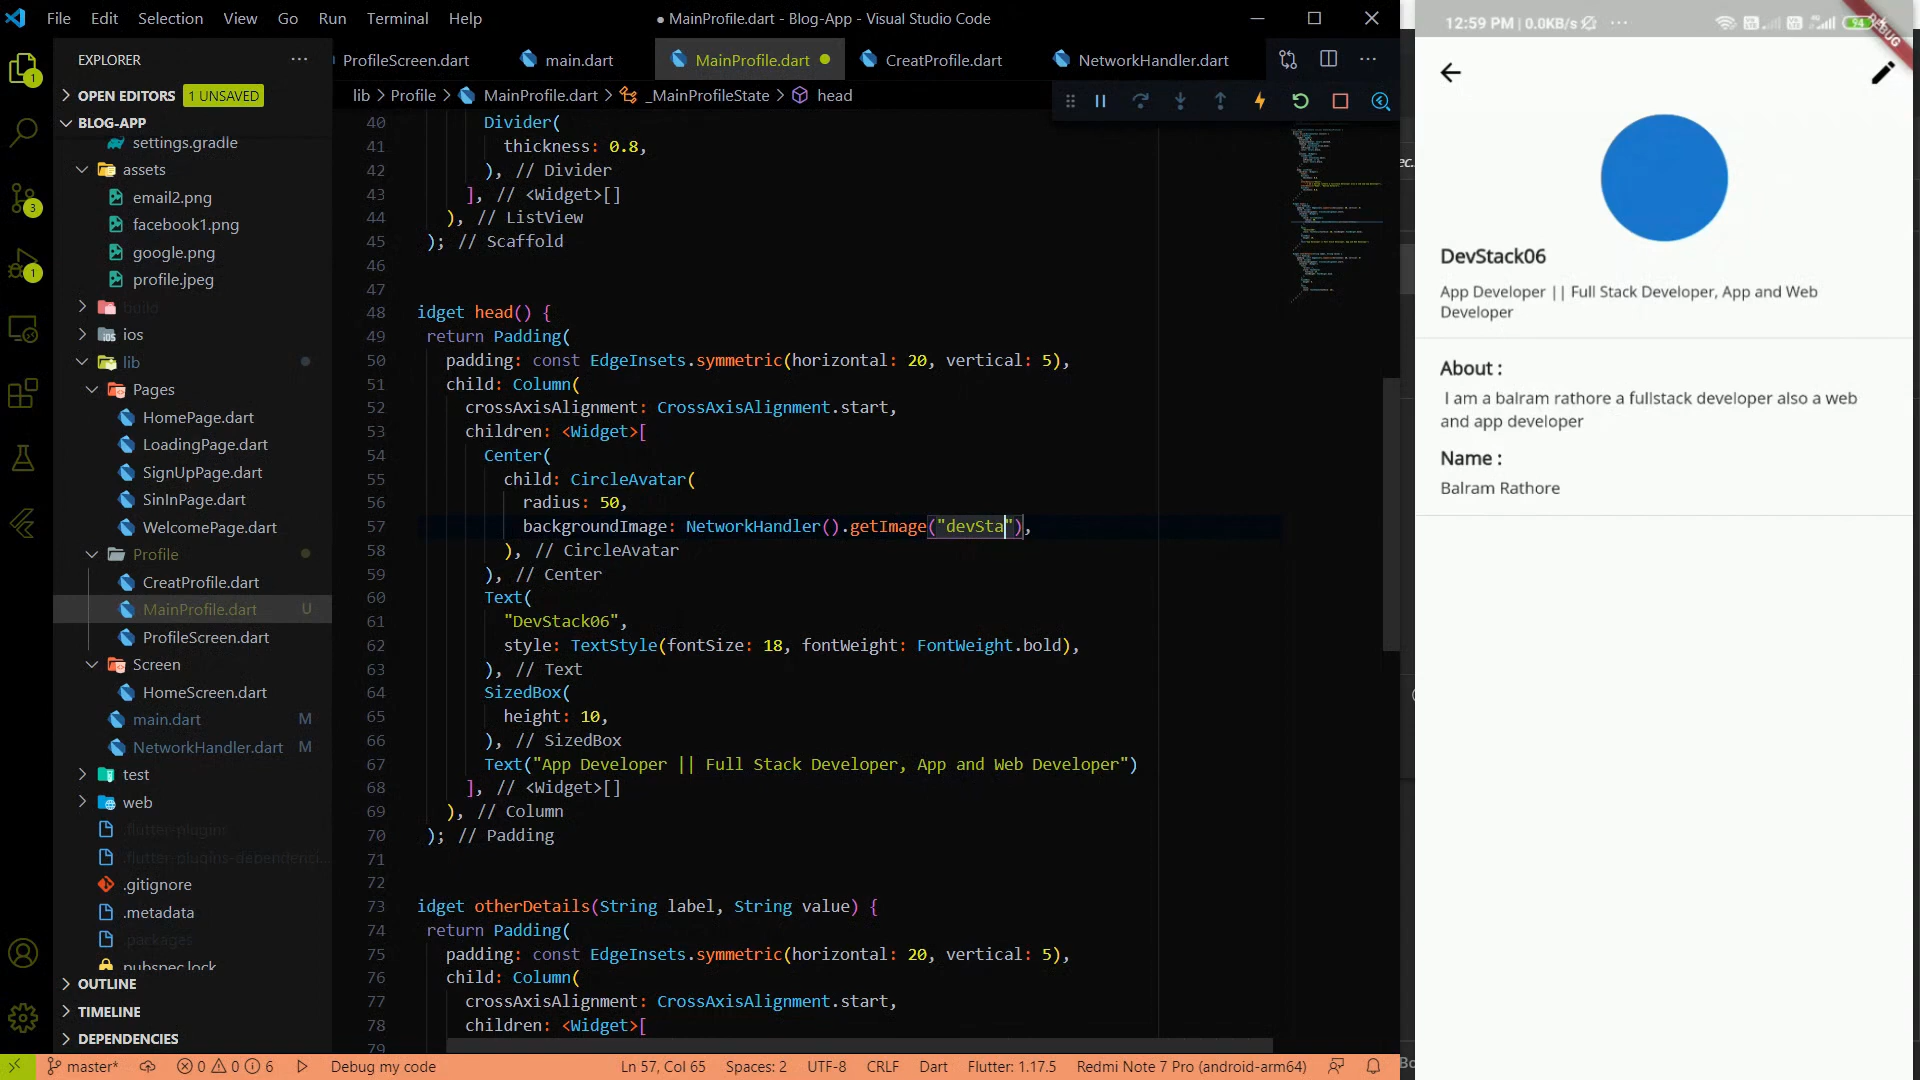 File Edit Selection View Go Run Terminal Help
● MainProfile.dart - Blog-App - Visual Studio Code
EXPLORER
OPEN EDITORS 1 UNSAVED
BLOG-APP
settings.gradle
assets
email2.png
facebook1.png
google.png
profile.jpeg
build
ios
lib
Pages
HomePage.dart
LoadingPage.dart
SignUpPage.dart
SinInPage.dart
WelcomePage.dart
Profile
CreatProfile.dart
MainProfile.dart U
ProfileScreen.dart
Screen
HomeScreen.dart
main.dart M
NetworkHandler.dart M
test
web
.flutter-plugins
.flutter-plugins-dependenci...
.gitignore
.metadata
.packages
pubspec.lock
OUTLINE
TIMELINE
DEPENDENCIES
ProfileScreen.dart main.dart MainProfile.dart CreatProfile.dart NetworkHandler.dart
lib > Profile > MainProfile.dart > _MainProfileState > head
40 Divider(
41 thickness: 0.8,
42 ), // Divider
43 ], // <Widget>[]
44 ), // ListView
45 ); // Scaffold
46
47
48 idget head() {
49 return Padding(
50 padding: const EdgeInsets.symmetric(horizontal: 20, vertical: 5),
51 child: Column(
52 crossAxisAlignment: CrossAxisAlignment.start,
53 children: <Widget>[
54 Center(
55 child: CircleAvatar(
56 radius: 50,
57 backgroundImage: NetworkHandler().getImage("devSta"),
58 ), // CircleAvatar
59 ), // Center
60 Text(
61 "DevStack06",
62 style: TextStyle(fontSize: 18, fontWeight: FontWeight.bold),
63 ), // Text
64 SizedBox(
65 height: 10,
66 ), // SizedBox
67 Text("App Developer || Full Stack Developer, App and Web Developer")
68 ], // <Widget>[]
69 ), // Column
70 ); // Padding
71
72
73 idget otherDetails(String label, String value) {
74 return Padding(
75 padding: const EdgeInsets.symmetric(horizontal: 20, vertical: 5),
76 child: Column(
77 crossAxisAlignment: CrossAxisAlignment.start,
78 children: <Widget>[
79
master* 0 0 6 Debug my code Ln 57, Col 65 Spaces: 2 UTF-8 CRLF Dart Flutter: 1.17.5 Redmi Note 7 Pro (android-arm64)
1
3
1
12:59 PM | 0.0KB/s ... 94
DevStack06
App Developer || Full Stack Developer, App and Web
Developer
About :
I am a balram rathore a fullstack developer also a web
and app developer
Name :
Balram Rathore